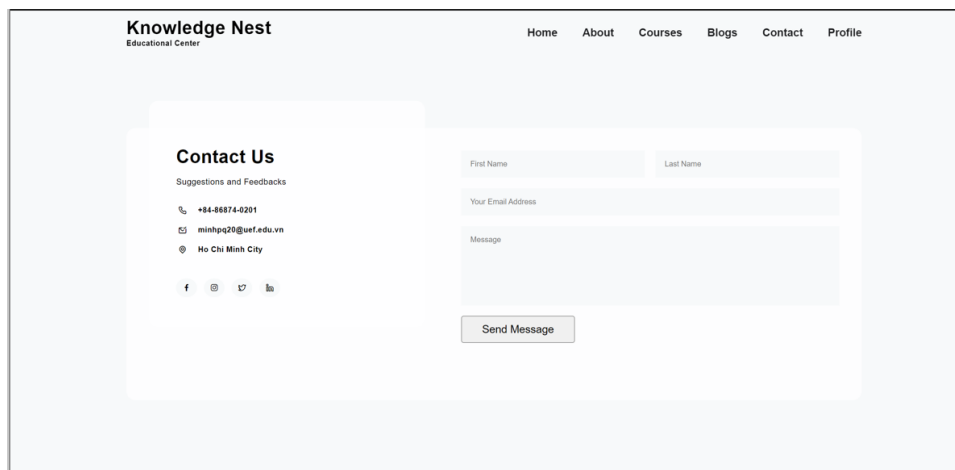 Knowledge Nest
Educational Center
Home About Courses Blogs Contact Profile
Contact Us
Suggestions and Feedbacks
+84-86874-0201
minhpq20@uef.edu.vn
Ho Chi Minh City
First Name Last Name
Your Email Address
Message
Send Message